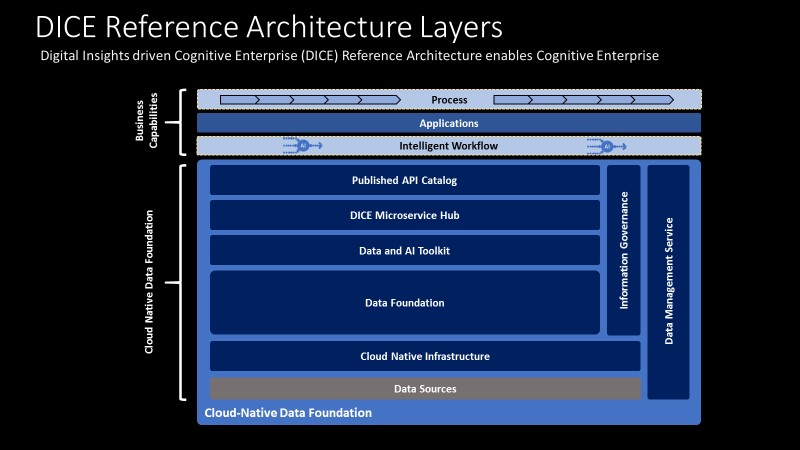 DICE Reference Architecture Layers
Digital Insights driven Cognitive Enterprise (DICE) Reference Architecture enables Cognitive Enterprise
Business
Capabilities
Process
Applications
AI
Intelligent Workflow
AI
Cloud Native Data Foundation
Published API Catalog
DICE Microservice Hub
Data and AI Toolkit
Data Foundation
Information Governance
Data Management Service
Cloud Native Infrastructure
Data Sources
Cloud-Native Data Foundation